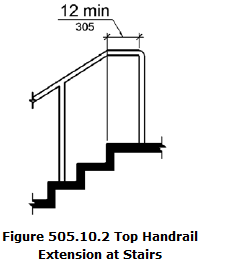 12 min
305
Figure 505.10.2 Top Handrail
Extension at Stairs